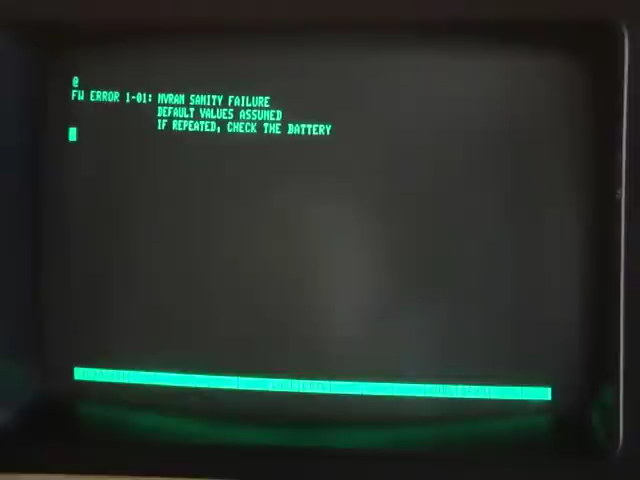 @
FW ERROR 1-01: NVRAM SANITY FAILURE
DEFAULT VALUES ASSUMED
IF REPEATED, CHECK THE BATTERY